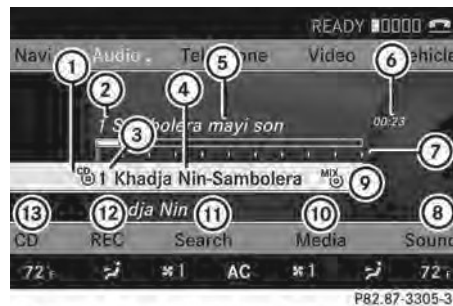 READY
Navi Audio Telephone Video Vehicle
1 5 6
2 4
1 Sambolera mayi son 00:23
3
7
CD 1 Khadja Nin-Sambolera MIX 9
dja Nin
13 12 11 10 8
CD REC Search Media Sound
72 F 1 AC 1 72 F
P82.87-3305-3